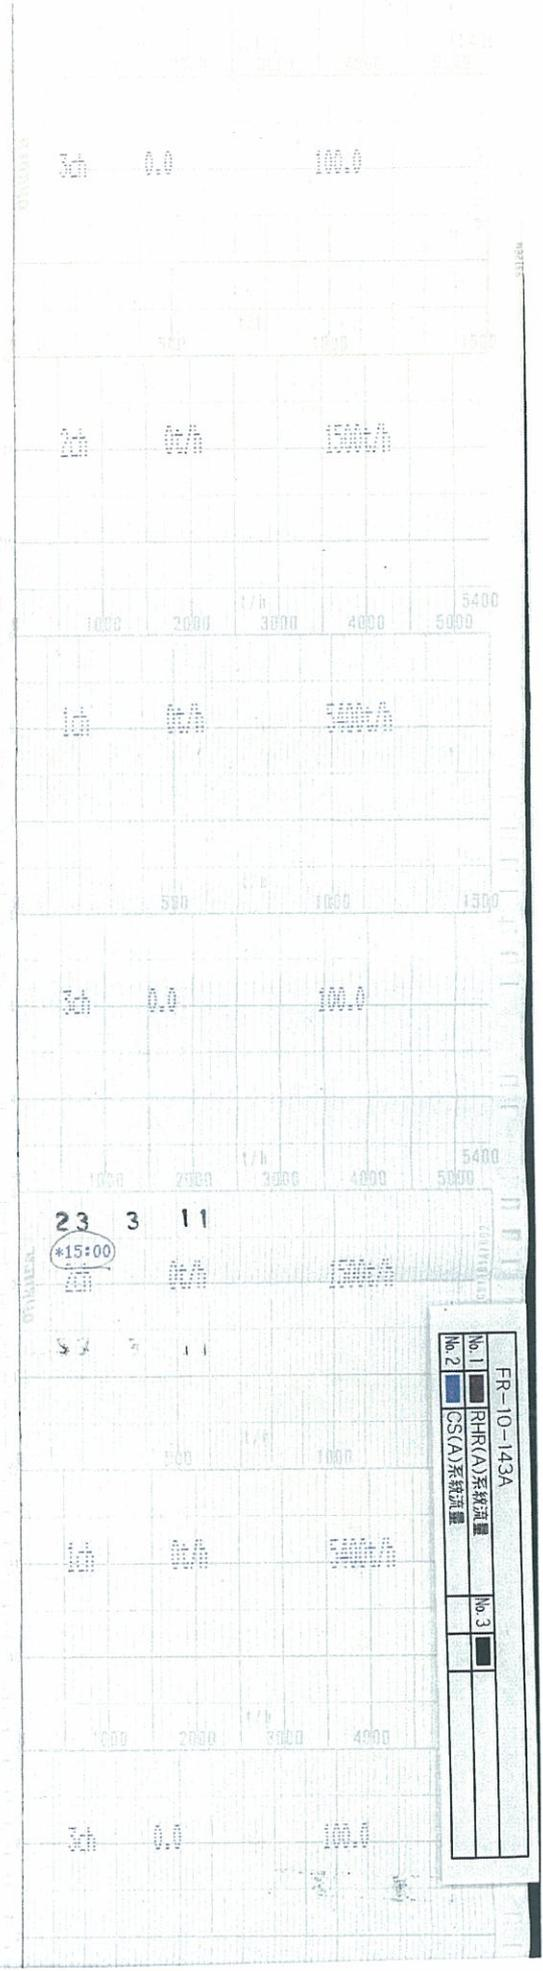 3ch 0.0 100.0
500 1000 1500
2ch 0t/h 1500t/h
t/h 5400
1000 2000 3000 4000 5000
1ch 0t/h 5400t/h
500 1000 1500
3ch 0.0 100.0
t/h 5400
1000 2000 3000 4000 5000
23 3 11
*15:00
2ch 0t/h 1500t/h
500 1000
1ch 0t/h 5400t/h
t/h
1000 2000 3000 4000
3ch 0.0 100.0
FR-10-143A
No.1 RHR(A)系統流量 No.3
No.2 CS(A)系統流量